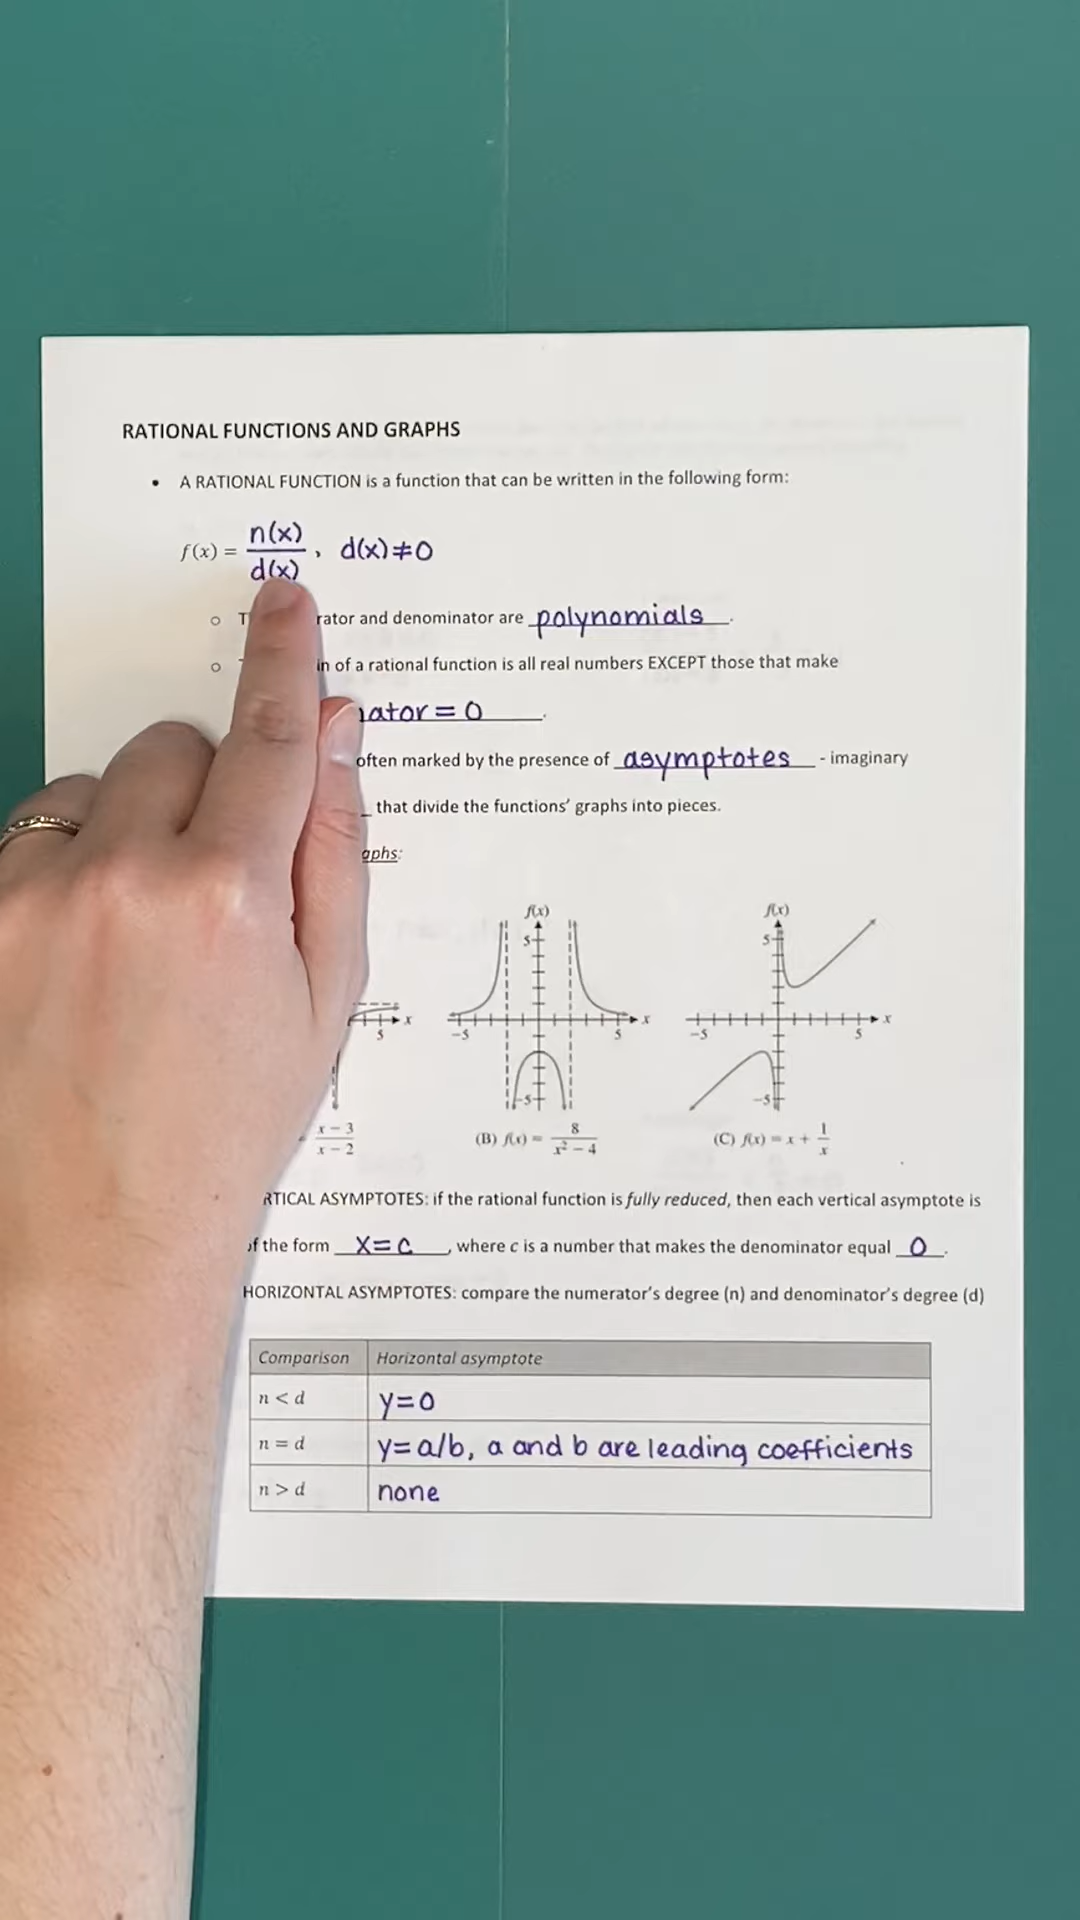 RATIONAL FUNCTIONS AND GRAPHS
• A RATIONAL FUNCTION is a function that can be written in the following form:
f(x) = n(x)/d(x), d(x)≠0
rator and denominator are polynomials.
in of a rational function is all real numbers EXCEPT those that make
nator = 0.
often marked by the presence of asymptotes - imaginary
that divide the functions' graphs into pieces.
aphs:
f(x) f(x)
5 5
x x x
5 -5 5 -5 5
-5 -5
x - 3 / x - 2
(B) f(x) = 8 / x² - 4
(C) f(x) = x + 1/x
RTICAL ASYMPTOTES: if the rational function is fully reduced, then each vertical asymptote is
of the form x=c, where c is a number that makes the denominator equal 0.
HORIZONTAL ASYMPTOTES: compare the numerator's degree (n) and denominator's degree (d)
Comparison Horizontal asymptote
n < d y=0
n = d y=a/b, a and b are leading coefficients
n > d none